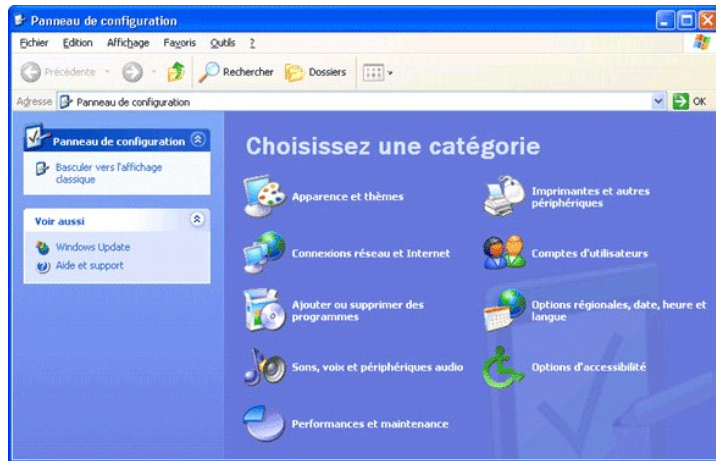 Panneau de configuration
Fichier Edition Affichage Favoris Outils ?
Précédente Rechercher Dossiers
Adresse Panneau de configuration OK
Panneau de configuration
Basculer vers l'affichage
classique
Voir aussi
Windows Update
Aide et support
Choisissez une catégorie
Apparence et thèmes
Imprimantes et autres
périphériques
Connexions réseau et Internet
Comptes d'utilisateurs
Ajouter ou supprimer des
programmes
Options régionales, date, heure et
langue
Sons, voix et périphériques audio
Options d'accessibilité
Performances et maintenance